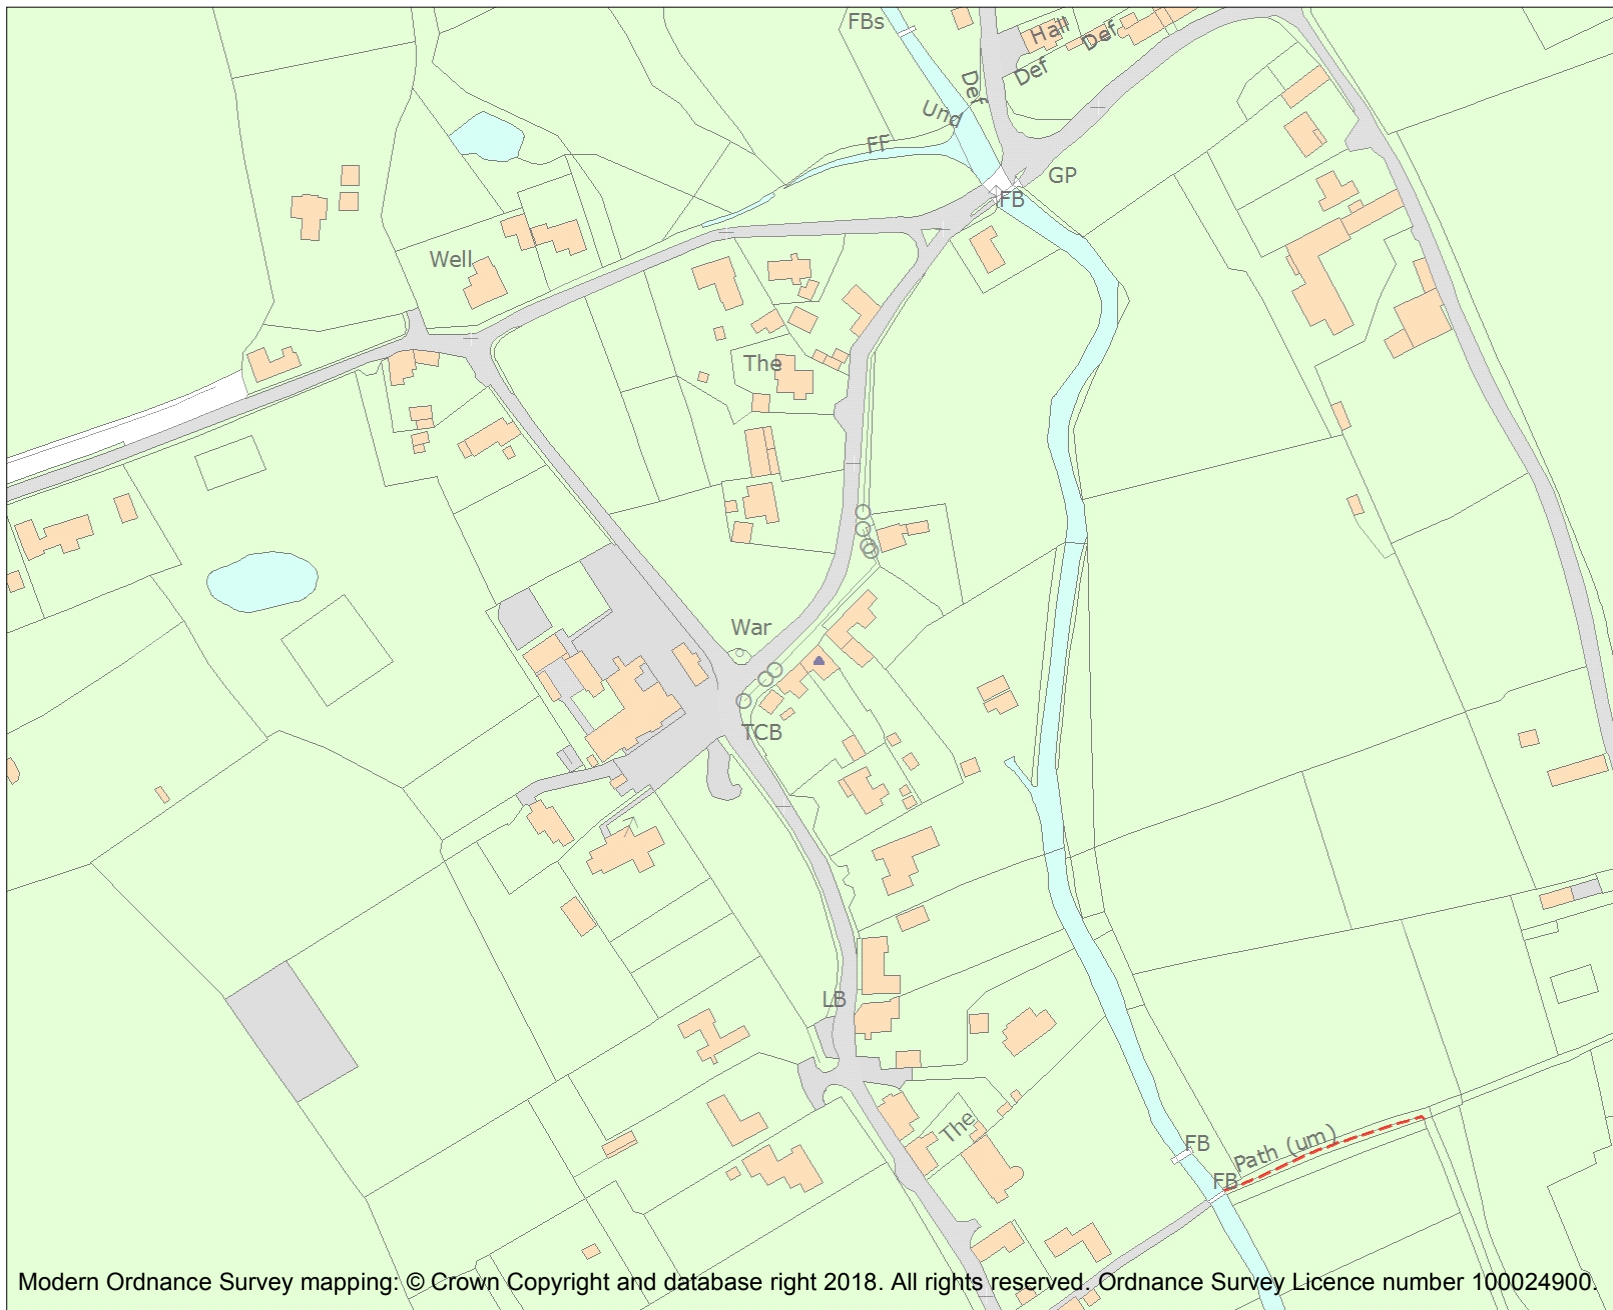 FBs
Hall
Def
Def
Def
Und
FF
GP
FB
Well
The
War
TCB
LB
The
FB
Path (um)
FB
Modern Ordnance Survey mapping: © Crown Copyright and database right 2018. All rights reserved. Ordnance Survey Licence number 100024900.